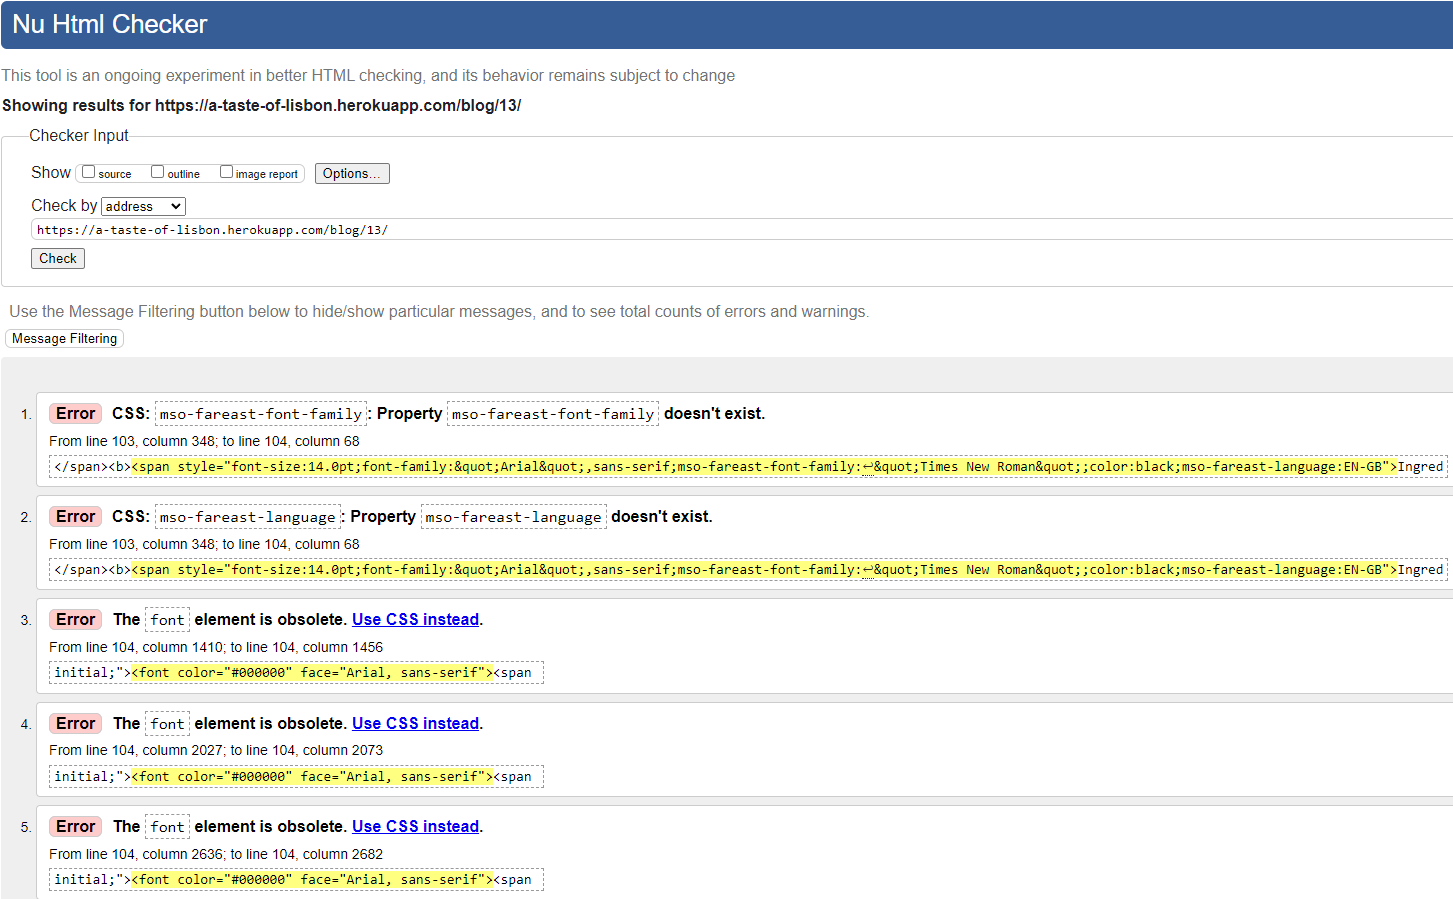 Nu Html Checker
This tool is an ongoing experiment in better HTML checking, and its behavior remains subject to change
Showing results for https://a-taste-of-lisbon.herokuapp.com/blog/13/
Checker Input
Show source outline image report Options...
Check by address
https://a-taste-of-lisbon.herokuapp.com/blog/13/
Check
Use the Message Filtering button below to hide/show particular messages, and to see total counts of errors and warnings.
Message Filtering
1. Error CSS: mso-fareast-font-family: Property mso-fareast-font-family doesn't exist.
From line 103, column 348; to line 104, column 68
</span><b><span style="font-size:14.0pt;font-family:&quot;Arial&quot;,sans-serif;mso-fareast-font-family:↩&quot;Times New Roman&quot;;color:black;mso-fareast-language:EN-GB">Ingred
2. Error CSS: mso-fareast-language: Property mso-fareast-language doesn't exist.
From line 103, column 348; to line 104, column 68
</span><b><span style="font-size:14.0pt;font-family:&quot;Arial&quot;,sans-serif;mso-fareast-font-family:↩&quot;Times New Roman&quot;;color:black;mso-fareast-language:EN-GB">Ingred
3. Error The font element is obsolete. Use CSS instead.
From line 104, column 1410; to line 104, column 1456
initial;"><font color="#000000" face="Arial, sans-serif"><span
4. Error The font element is obsolete. Use CSS instead.
From line 104, column 2027; to line 104, column 2073
initial;"><font color="#000000" face="Arial, sans-serif"><span
5. Error The font element is obsolete. Use CSS instead.
From line 104, column 2636; to line 104, column 2682
initial;"><font color="#000000" face="Arial, sans-serif"><span